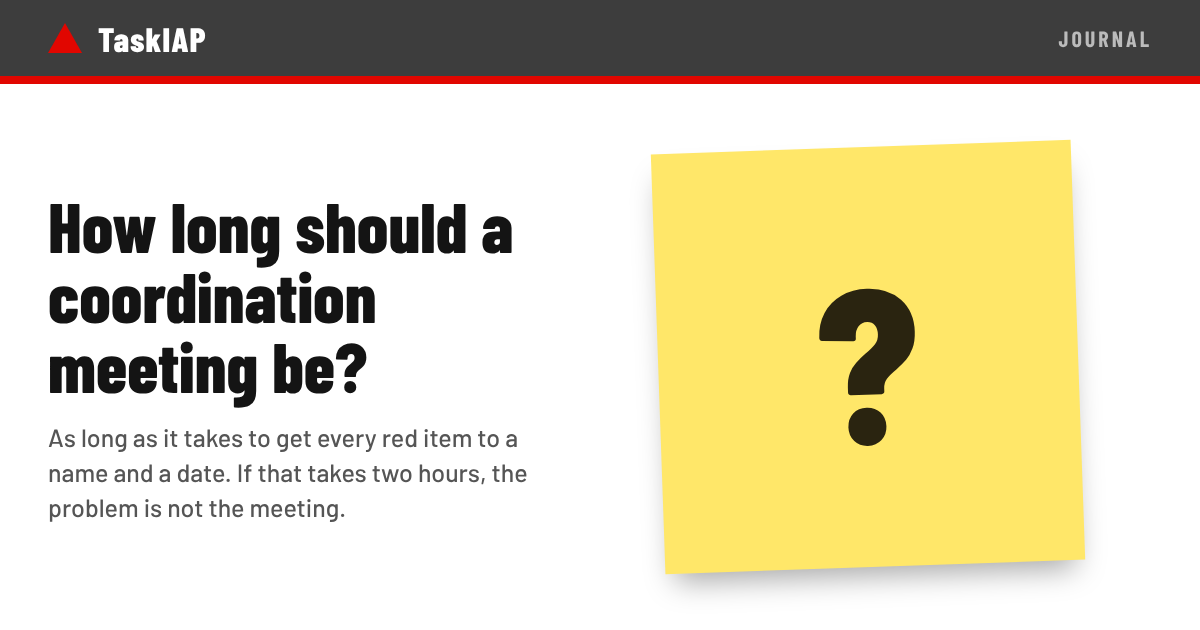 TaskIAP
JOURNAL
How long should a
coordination
meeting be?
As long as it takes to get every red item to a
name and a date. If that takes two hours, the
problem is not the meeting.
?